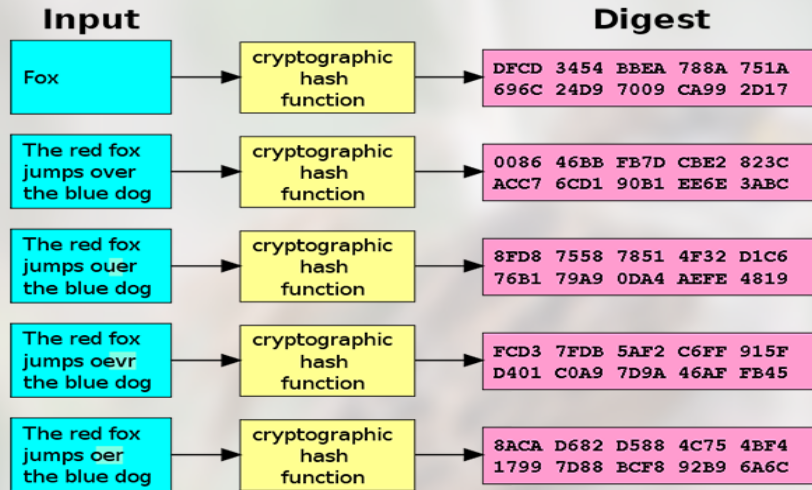 Input
Digest
Fox
cryptographic
hash
function
DFCD 3454 BBEA 788A 751A
696C 24D9 7009 CA99 2D17
The red fox
jumps over
the blue dog
cryptographic
hash
function
0086 46BB FB7D CBE2 823C
ACC7 6CD1 90B1 EE6E 3ABC
The red fox
jumps ouer
the blue dog
cryptographic
hash
function
8FD8 7558 7851 4F32 D1C6
76B1 79A9 0DA4 AEFE 4819
The red fox
jumps oevr
the blue dog
cryptographic
hash
function
FCD3 7FDB 5AF2 C6FF 915F
D401 C0A9 7D9A 46AF FB45
The red fox
jumps oer
the blue dog
cryptographic
hash
function
8ACA D682 D588 4C75 4BF4
1799 7D88 BCF8 92B9 6A6C